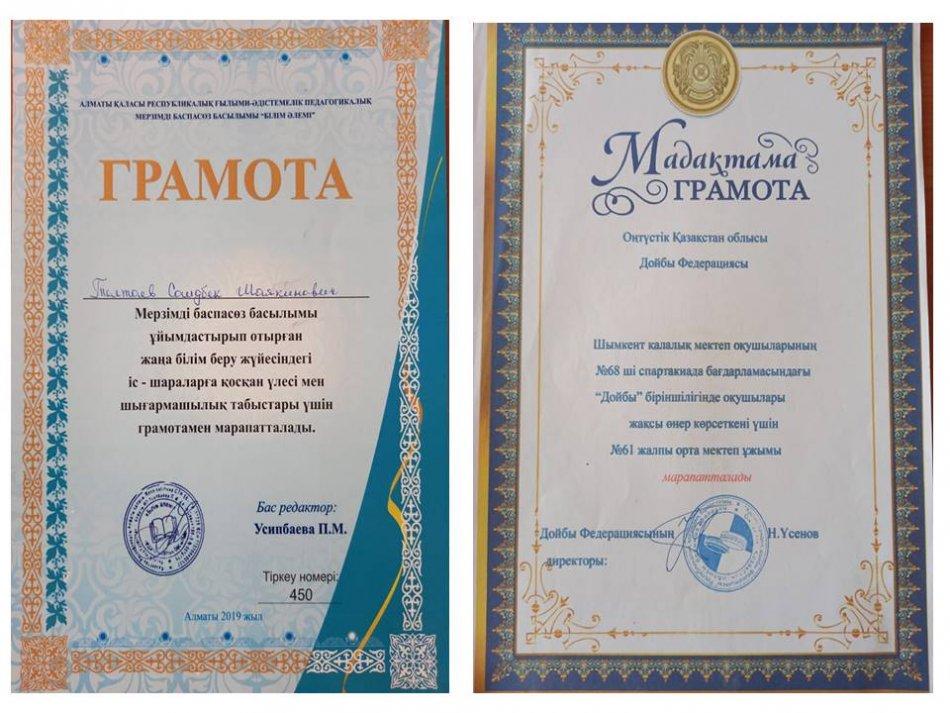 АЛМАТЫ ҚАЛАСЫ РЕСПУБЛИКАЛЫҚ ҒЫЛЫМИ-ӘДІСТЕМЕЛІК ПЕДАГОГИКАЛЫҚ
МЕРЗІМДІ БАСПАСӨЗ БАСЫЛЫМЫ “БІЛІМ ӘЛЕМІ”
ГРАМОТА
Саидбек
Мерзімді баспасөз басылымы
ұйымдастырып отырған
жаңа білім беру жүйесіндегі
іс - шараларға қосқан үлесі мен
шығармашылық табыстары үшін
грамотамен марапатталады.
Бас редактор:
Усипбаева П.М.
Тіркеу номері:
450
Алматы 2019 жыл
Мадақтама
ГРАМОТА
Оңтүстік Қазақстан облысы
Дойбы Федерациясы
Шымкент қалалық мектеп оқушыларының
№68 ші спартакиада бағдарламасындағы
“Дойбы” біріншілігінде оқушылары
жақсы өнер көрсеткені үшін
№61 жалпы орта мектеп ұжымы
марапатталады
Дойбы Федерациясының Н.Үсенов
директоры: